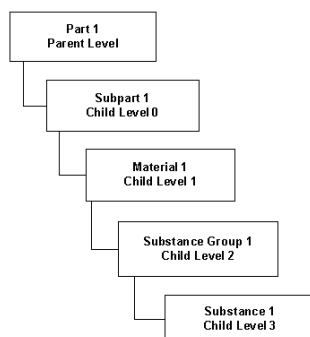 Part 1
Parent Level
Subpart 1
Child Level 0
Material 1
Child Level 1
Substance Group 1
Child Level 2
Substance 1
Child Level 3